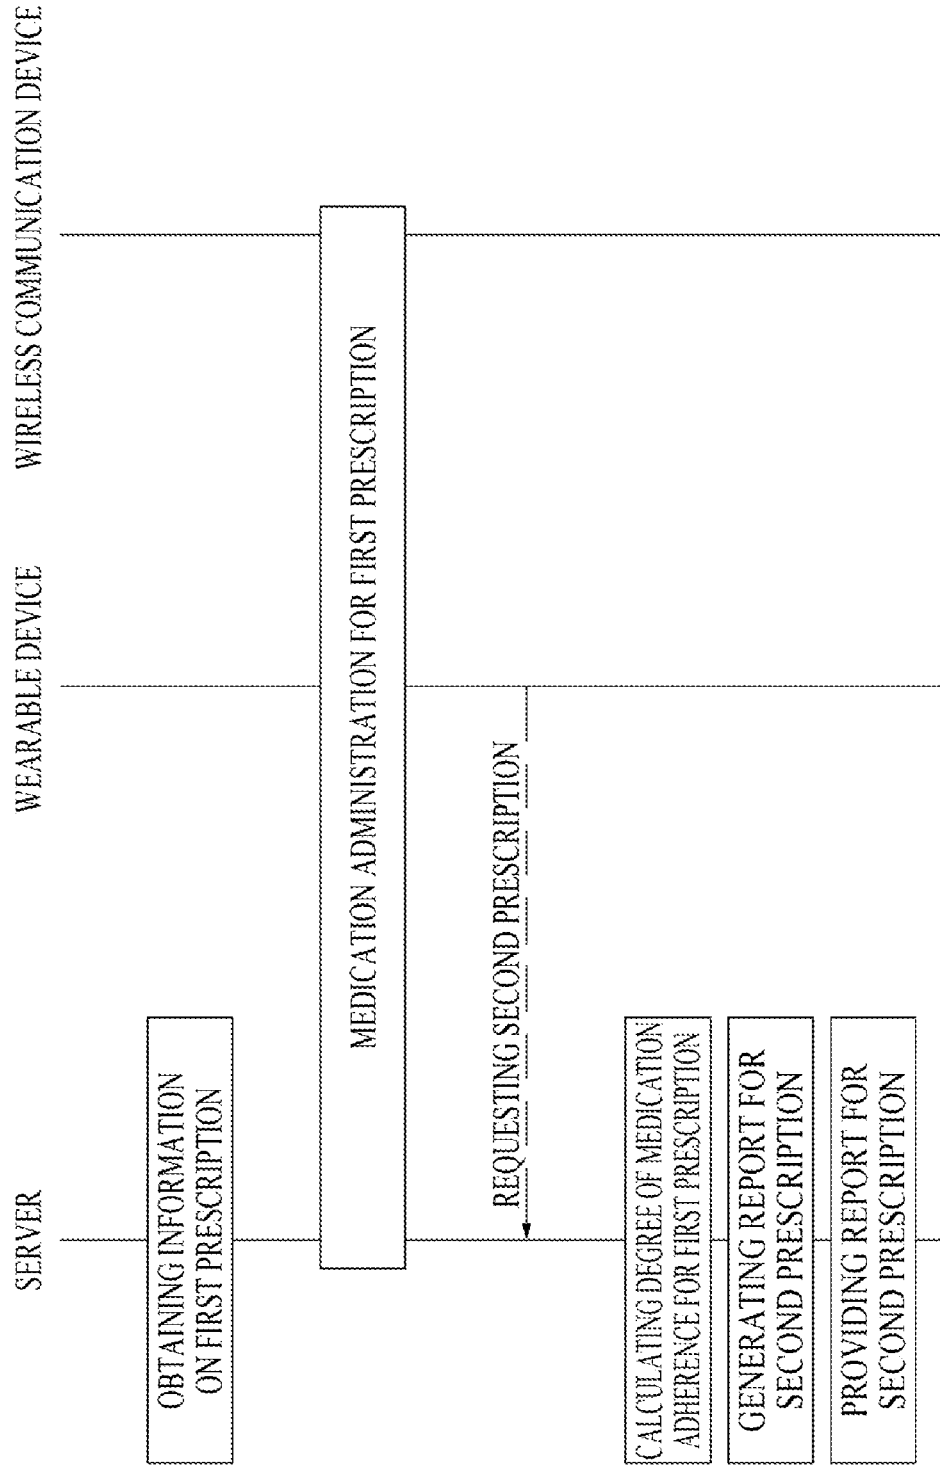 SERVER
WEARABLE DEVICE
WIRELESS COMMUNICATION DEVICE
OBTAINING INFORMATION
ON FIRST PRESCRIPTION
MEDICATION ADMINISTRATION FOR FIRST PRESCRIPTION
REQUESTING SECOND PRESCRIPTION
CALCULATING DEGREE OF MEDICATION
ADHERENCE FOR FIRST PRESCRIPTION
GENERATING REPORT FOR
SECOND PRESCRIPTION
PROVIDING REPORT FOR
SECOND PRESCRIPTION